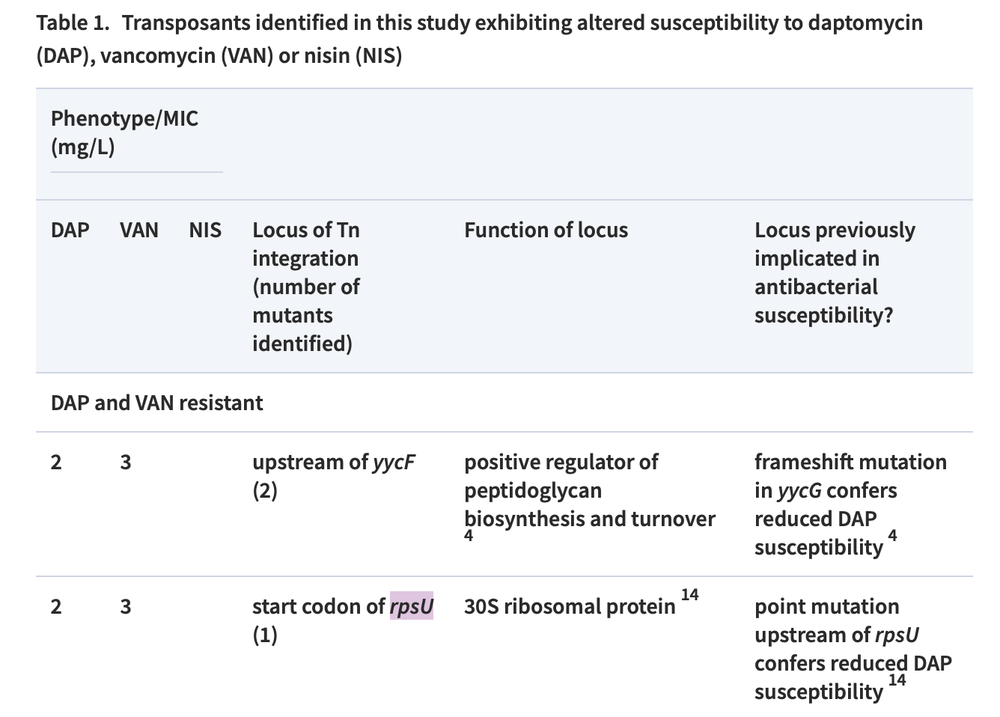 Table 1. Transposants identified in this study exhibiting altered susceptibility to daptomycin
(DAP), vancomycin (VAN) or nisin (NIS)
Phenotype/MIC
(mg/L)
DAP VAN NIS Locus of Tn integration (number of mutants identified) Function of locus Locus previously implicated in antibacterial susceptibility?
DAP and VAN resistant
2 3 upstream of yycF (2) positive regulator of peptidoglycan biosynthesis and turnover 4 frameshift mutation in yycG confers reduced DAP susceptibility 4
2 3 start codon of rpsU (1) 30S ribosomal protein 14 point mutation upstream of rpsU confers reduced DAP susceptibility 14